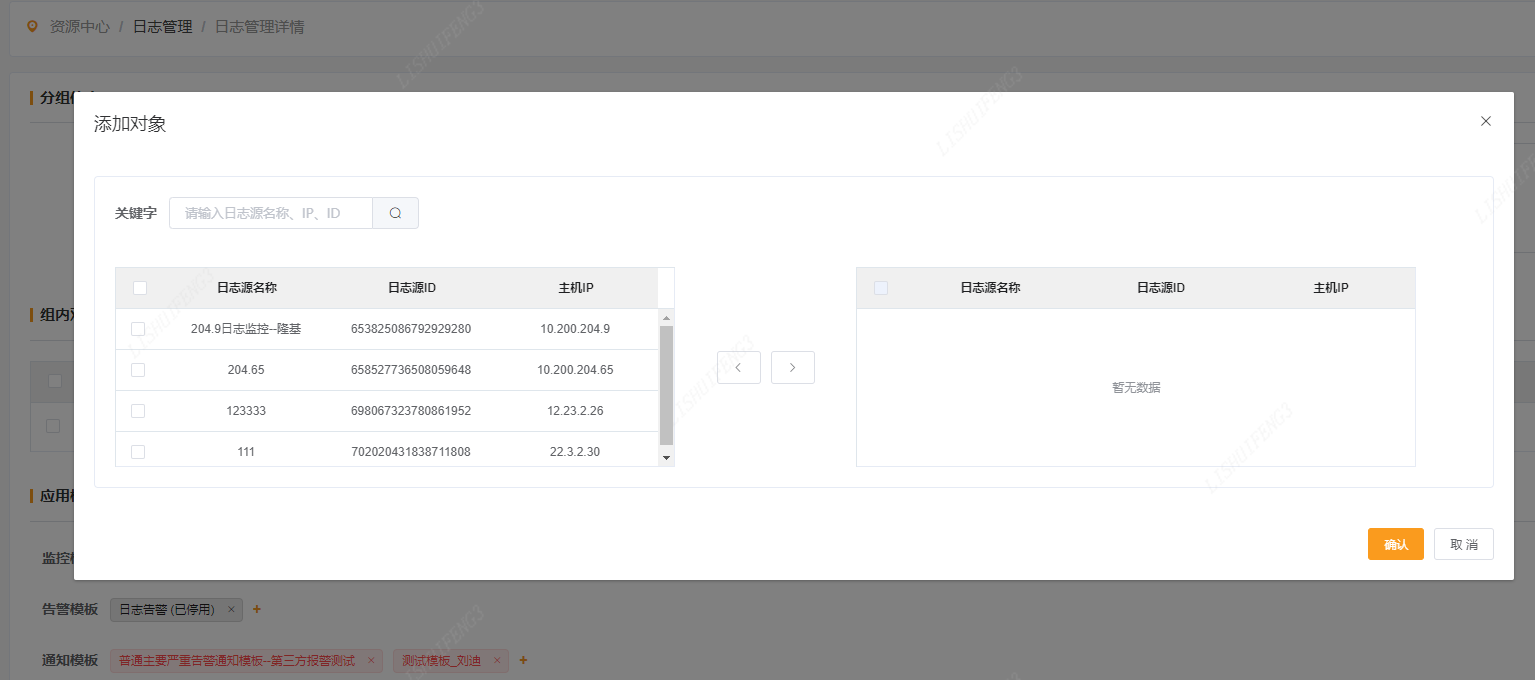 资源中心 / 日志管理 / 日志管理详情
添加对象
关键字 请输入日志源名称、IP、ID
日志源名称 日志源ID 主机IP
204.9日志监控--隆基 653825086792929280 10.200.204.9
204.65 658527736508059648 10.200.204.65
123333 698067323780861952 12.23.2.26
111 702020431838711808 22.3.2.30
日志源名称 日志源ID 主机IP
暂无数据
确认 取消
告警模板 日志告警 (已停用) × +
通知模板 普通主要严重告警通知模板--第三方报警测试 × 测试模板_刘迪 × +
LISHUIFENG3
LISHUIFENG3
LISHUIFENG3
LISHUIFENG3
LISHUIFENG3
LISHUIFENG3